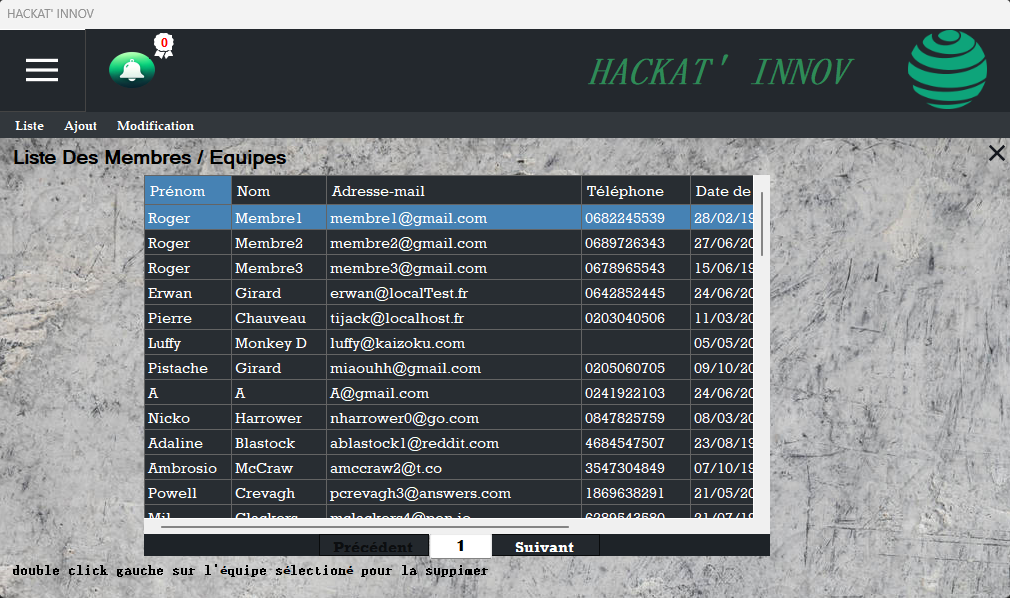 HACKAT' INNOV
0
HACKAT' INNOV
Liste Ajout Modification
Liste Des Membres / Equipes
Prénom Nom Adresse-mail Téléphone Date de
Roger Membre1 membre1@gmail.com 0682245539 28/02/19
Roger Membre2 membre2@gmail.com 0689726343 27/06/20
Roger Membre3 membre3@gmail.com 0678965543 15/06/19
Erwan Girard erwan@localTest.fr 0642852445 24/06/20
Pierre Chauveau tijack@localhost.fr 0203040506 11/03/20
Luffy Monkey D luffy@kaizoku.com 05/05/20
Pistache Girard miaouhh@gmail.com 0205060705 09/10/20
A A A@gmail.com 0241922103 24/06/20
Nicko Harrower nharrower0@go.com 0847825759 08/03/20
Adaline Blastock ablastock1@reddit.com 4684547507 23/08/19
Ambrosio McCraw amccraw2@t.co 3547304849 07/10/19
Powell Crevagh pcrevagh3@answers.com 1869638291 21/05/20
Mil 21/07/19
Précédent 1 Suivant
double click gauche sur l'équipe sélectioné pour la suppimer